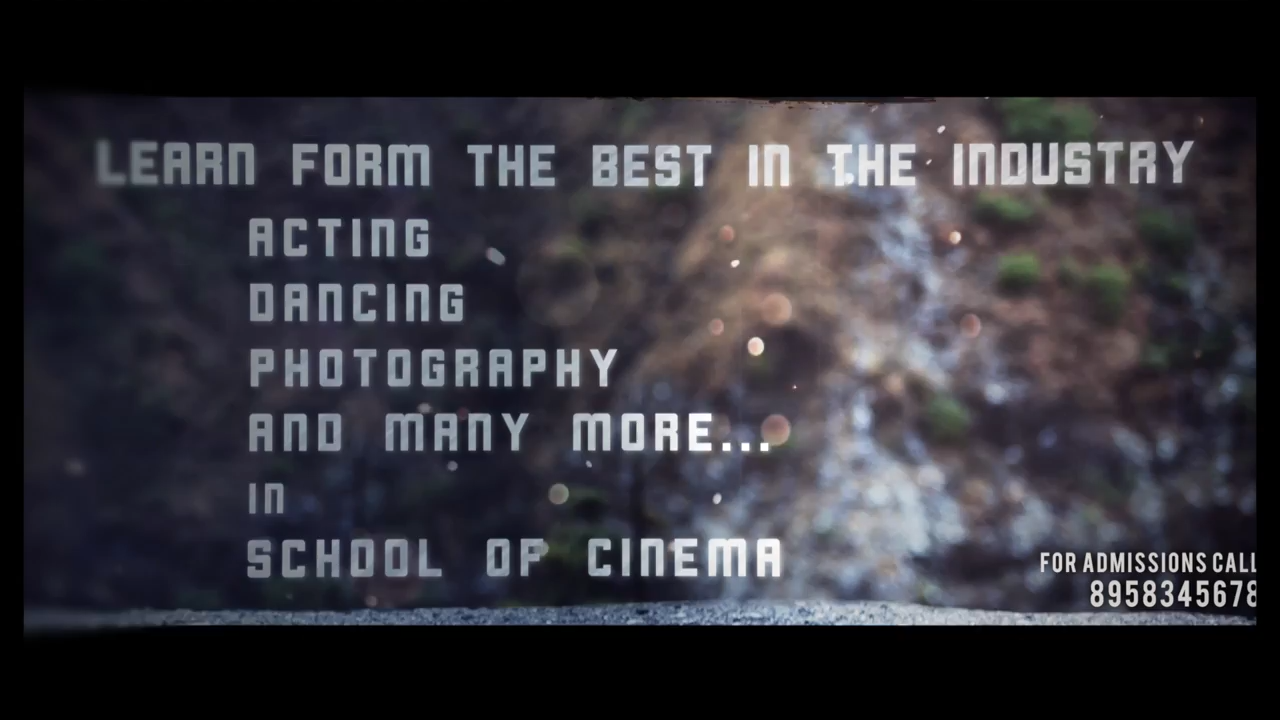 LEARN FORM THE BEST IN THE INDUSTRY
ACTING
DANCING
PHOTOGRAPHY
AND MANY MORE...
IN
SCHOOL OF CINEMA
FOR ADMISSIONS CALL
8958345678